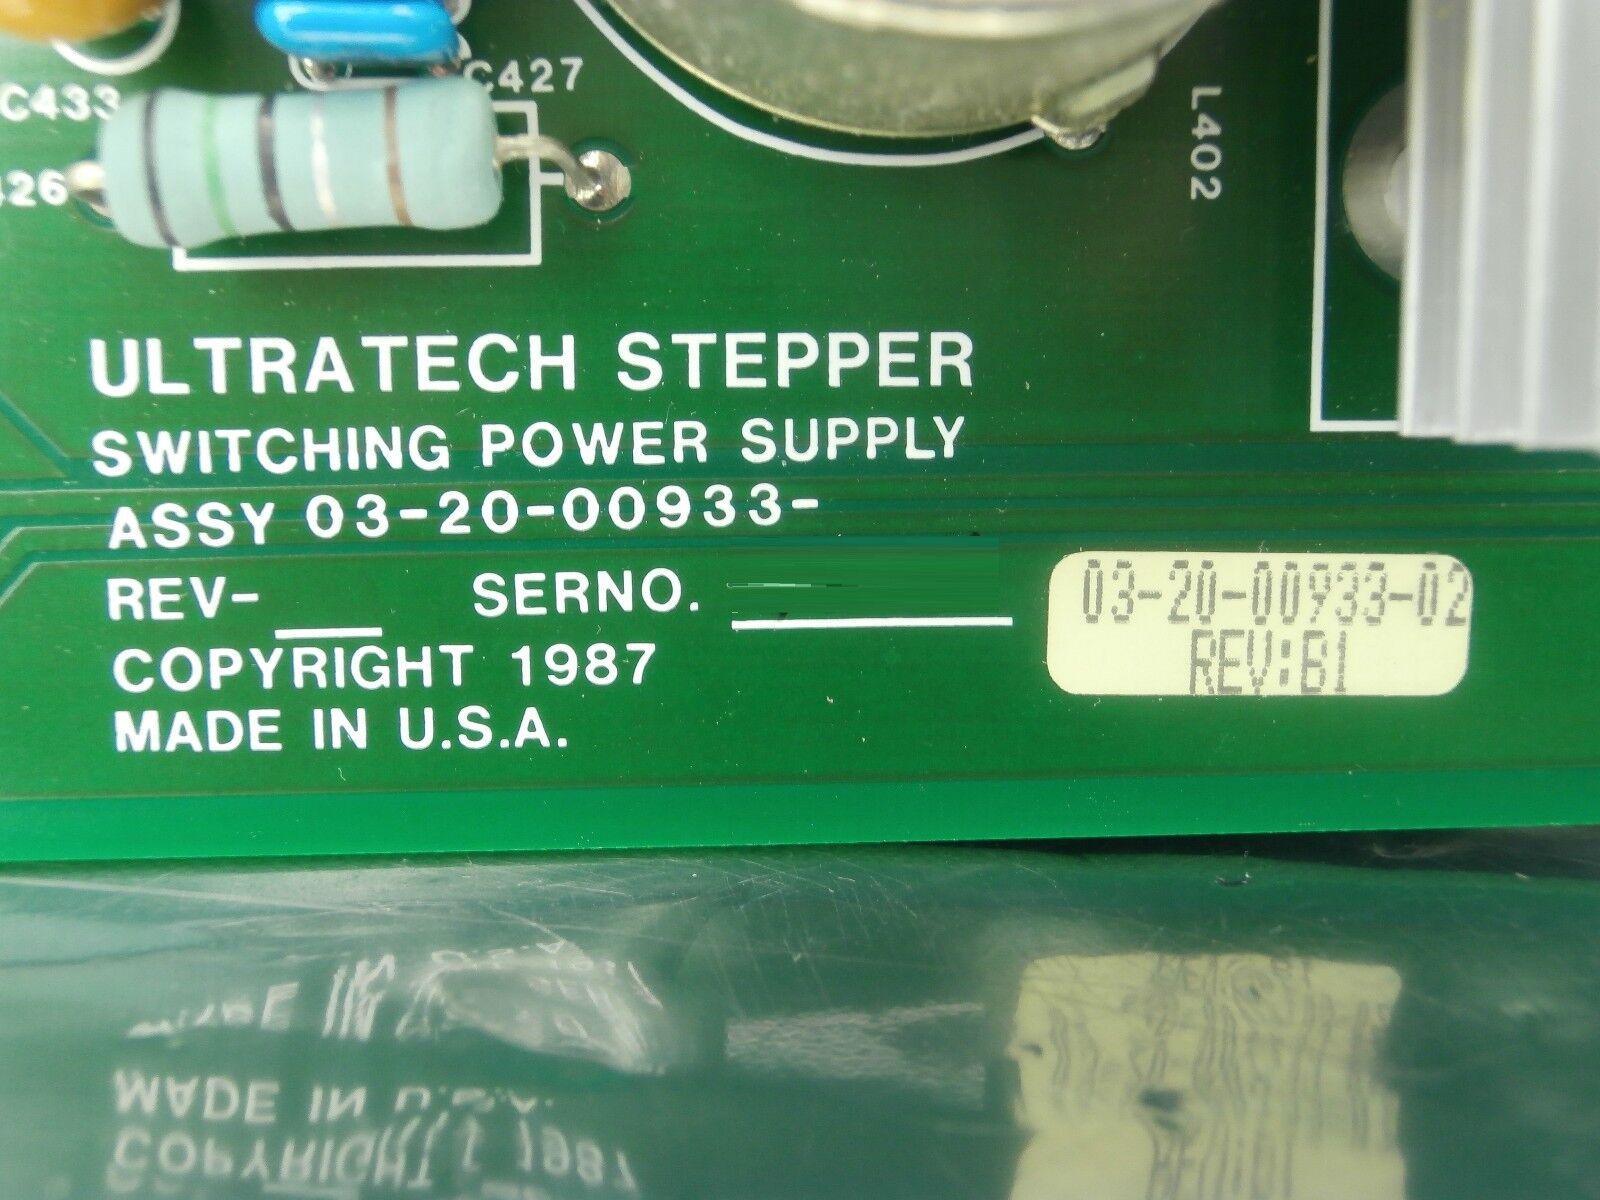 C427
C433
L402
ULTRATECH STEPPER
SWITCHING POWER SUPPLY
ASSY 03-20-00933-
REV-___ SERNO.
03-20-00933-02
REV:B1
COPYRIGHT 1987
MADE IN U.S.A.